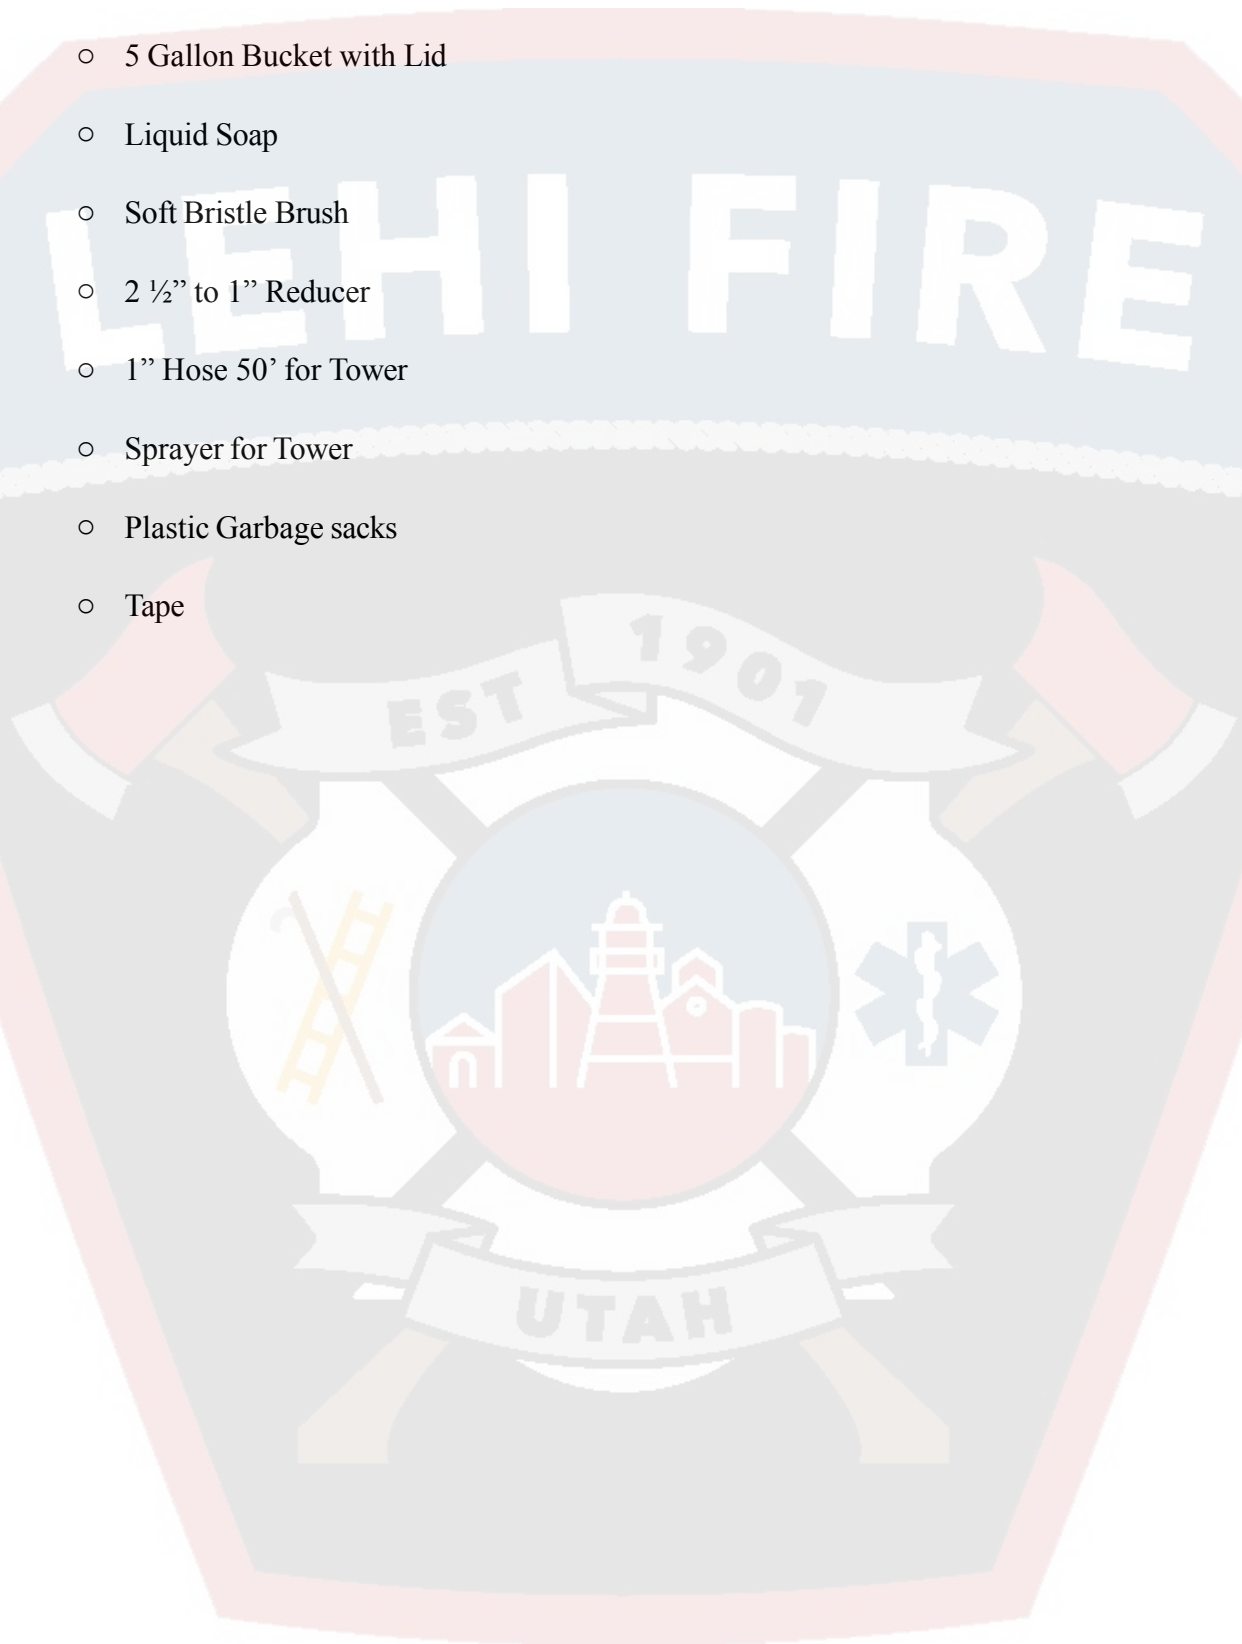 ○ 5 Gallon Bucket with Lid
○ Liquid Soap
○ Soft Bristle Brush
○ 2 ½” to 1” Reducer
○ 1” Hose 50’ for Tower
○ Sprayer for Tower
○ Plastic Garbage sacks
○ Tape
LEHI FIRE
EST 1901
UTAH